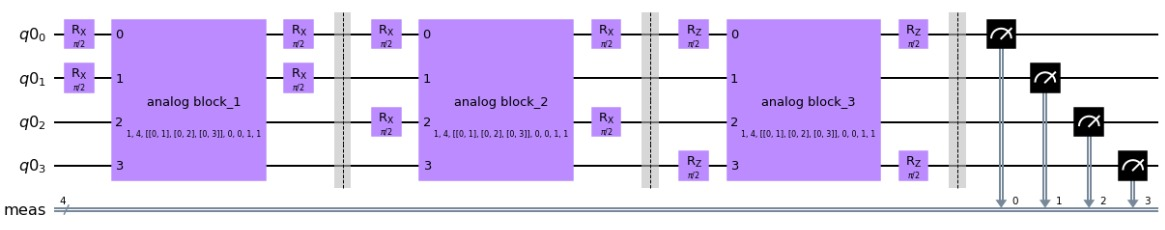 q0₀ R_X π/2 0 R_X π/2 R_X π/2 0 R_X π/2 R_Z π/2 0 R_Z π/2
q0₁ R_X π/2 1 R_X π/2 1 1
analog block_1 analog block_2 analog block_3
q0₂ 2 R_X π/2 2 R_X π/2 2
1, 4, [[0, 1], [0, 2], [0, 3]], 0, 0, 1, 1 1, 4, [[0, 1], [0, 2], [0, 3]], 0, 0, 1, 1 1, 4, [[0, 1], [0, 2], [0, 3]], 0, 0, 1, 1
q0₃ 3 3 R_Z π/2 3 R_Z π/2
meas 4 0 1 2 3